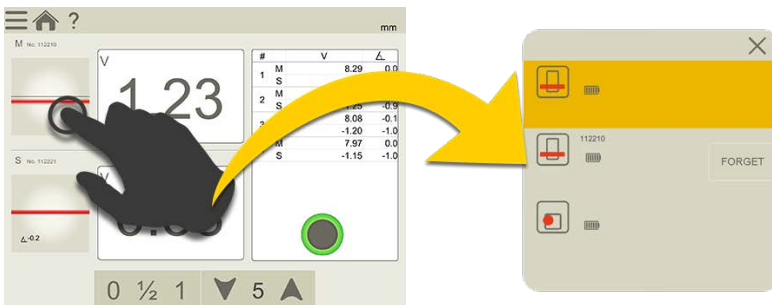 ?
mm
M No. 112210
V
1.23
S No. 112221
V
-0.2
# V
1 M 8.29 0.0
S
2 M
S -1.25 -0.9
8.08 -0.1
-1.20 -1.0
M 7.97 0.0
S -1.15 -1.0
0 ½ 1 5
112210
FORGET